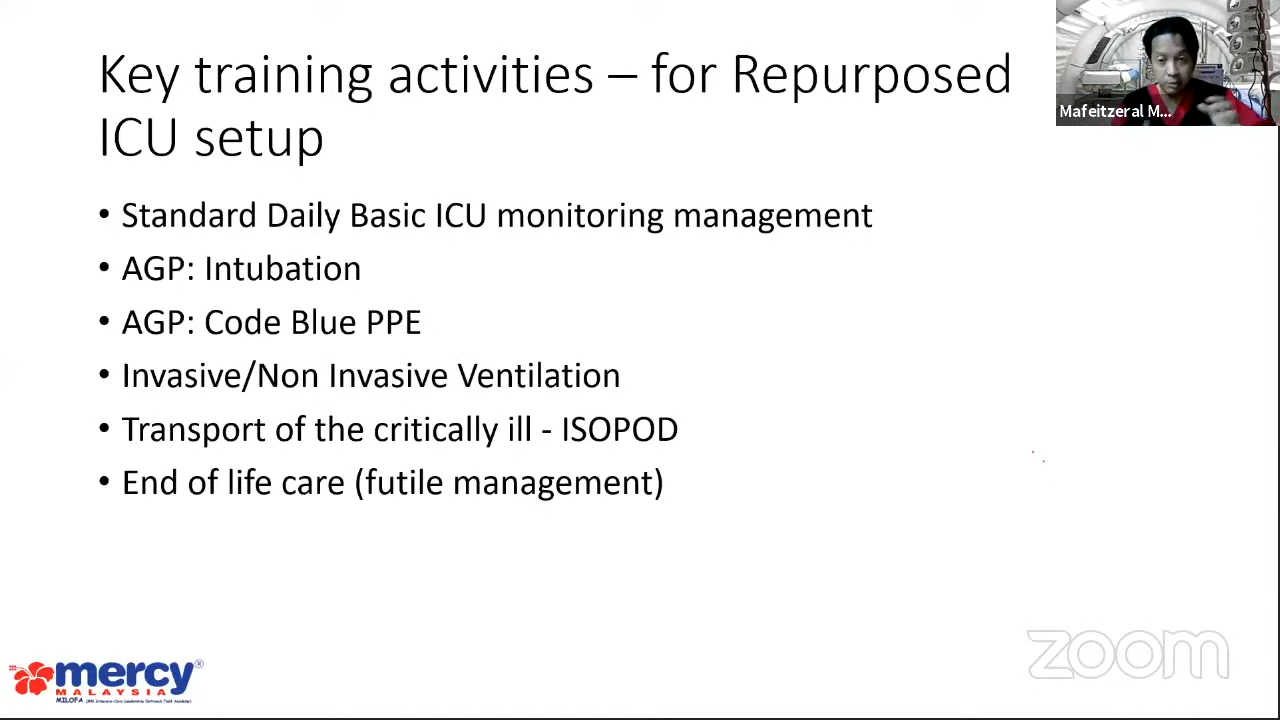 Key training activities – for Repurposed
ICU setup
• Standard Daily Basic ICU monitoring management
• AGP: Intubation
• AGP: Code Blue PPE
• Invasive/Non Invasive Ventilation
• Transport of the critically ill - ISOPOD
• End of life care (futile management)
Mafeitzeral M...
mercy®
MALAYSIA
MILOFA
zoom